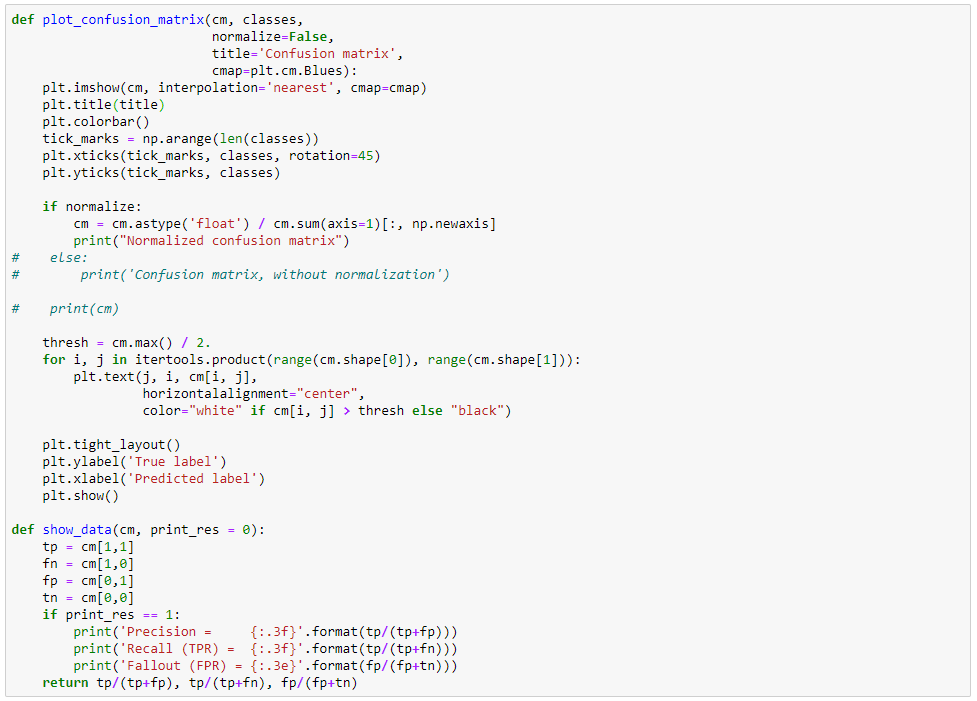 def plot_confusion_matrix(cm, classes,
                          normalize=False,
                          title='Confusion matrix',
                          cmap=plt.cm.Blues):
    plt.imshow(cm, interpolation='nearest', cmap=cmap)
    plt.title(title)
    plt.colorbar()
    tick_marks = np.arange(len(classes))
    plt.xticks(tick_marks, classes, rotation=45)
    plt.yticks(tick_marks, classes)

    if normalize:
        cm = cm.astype('float') / cm.sum(axis=1)[:, np.newaxis]
        print("Normalized confusion matrix")
#    else:
#        print('Confusion matrix, without normalization')

#    print(cm)

    thresh = cm.max() / 2.
    for i, j in itertools.product(range(cm.shape[0]), range(cm.shape[1])):
        plt.text(j, i, cm[i, j],
                 horizontalalignment="center",
                 color="white" if cm[i, j] > thresh else "black")

    plt.tight_layout()
    plt.ylabel('True label')
    plt.xlabel('Predicted label')
    plt.show()

def show_data(cm, print_res = 0):
    tp = cm[1,1]
    fn = cm[1,0]
    fp = cm[0,1]
    tn = cm[0,0]
    if print_res == 1:
        print('Precision =     {:.3f}'.format(tp/(tp+fp)))
        print('Recall (TPR) =  {:.3f}'.format(tp/(tp+fn)))
        print('Fallout (FPR) = {:.3e}'.format(fp/(fp+tn)))
    return tp/(tp+fp), tp/(tp+fn), fp/(fp+tn)